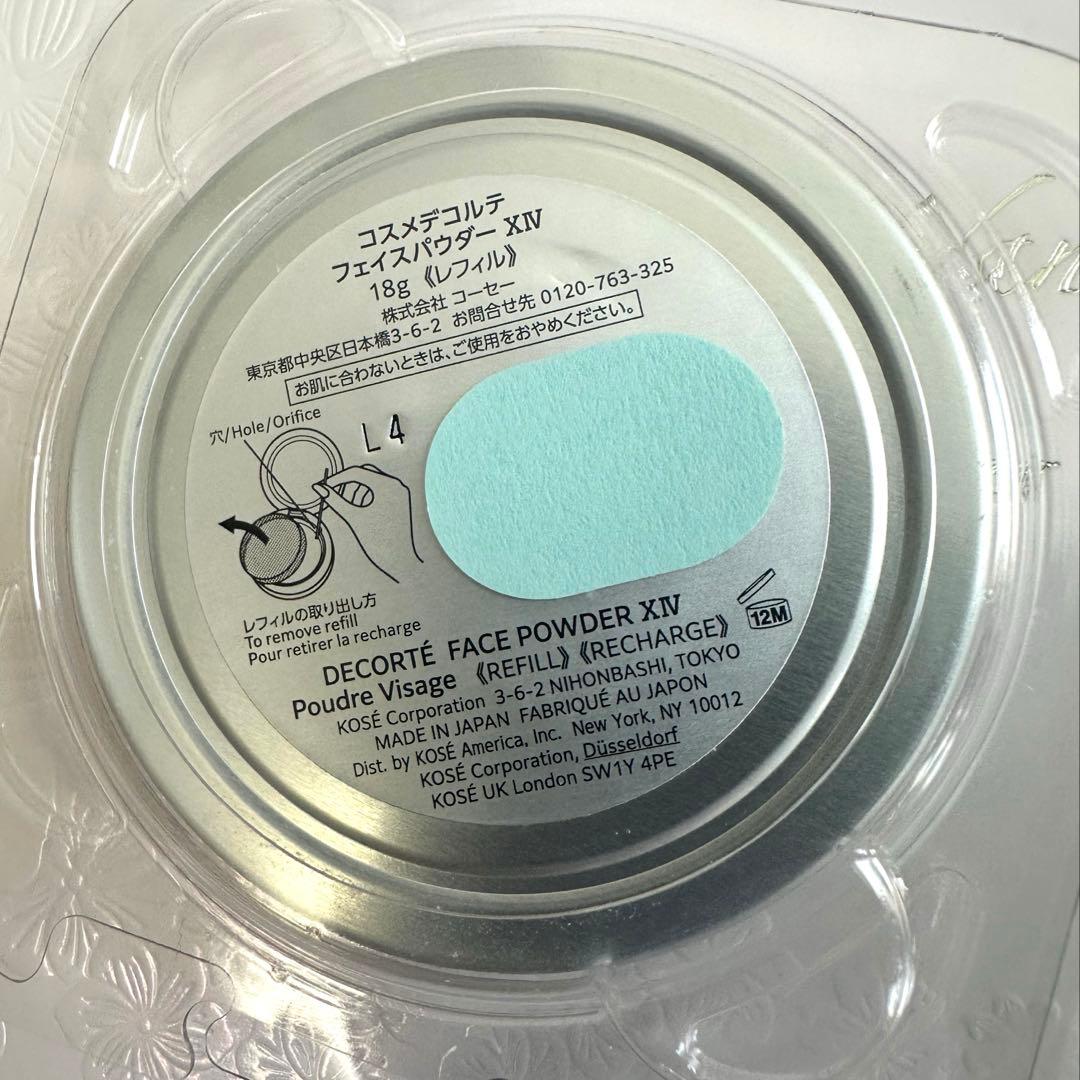 コスメデコルテ
フェイスパウダー XIV
18g 《レフィル》
株式会社 コーセー
東京都中央区日本橋3-6-2 お問合せ先 0120-763-325
お肌に合わないときは、ご使用をおやめください。
穴/Hole/Orifice
L4
レフィルの取り出し方
To remove refill
Pour retirer la recharge
12M
DECORTÉ FACE POWDER XIV
Poudre Visage 《REFILL》《RECHARGE》
KOSÉ Corporation 3-6-2 NIHONBASHI, TOKYO
MADE IN JAPAN FABRIQUÉ AU JAPON
Dist. by KOSÉ America, Inc. New York, NY 10012
KOSÉ Corporation, Düsseldorf
KOSÉ UK London SW1Y 4PE